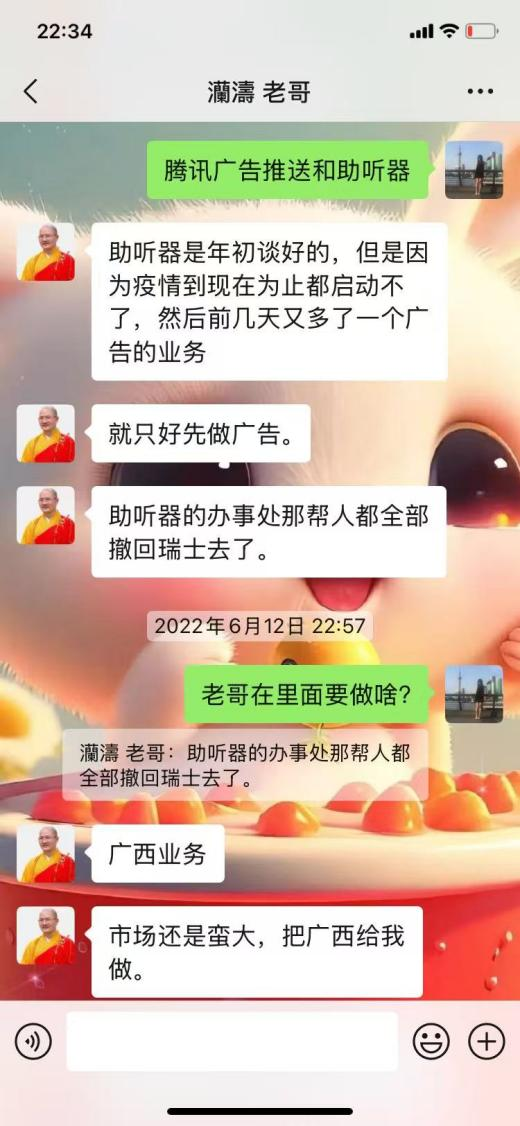 22:34
灡濤 老哥
腾讯广告推送和助听器
助听器是年初谈好的，但是因
为疫情到现在为止都启动不
了，然后前几天又多了一个广
告的业务
就只好先做广告。
助听器的办事处那帮人都全部
撤回瑞士去了。
2022年6月12日 22:57
老哥在里面要做啥?
灡濤 老哥：助听器的办事处那帮人都
全部撤回瑞士去了。
广西业务
市场还是蛮大，把广西给我
做。